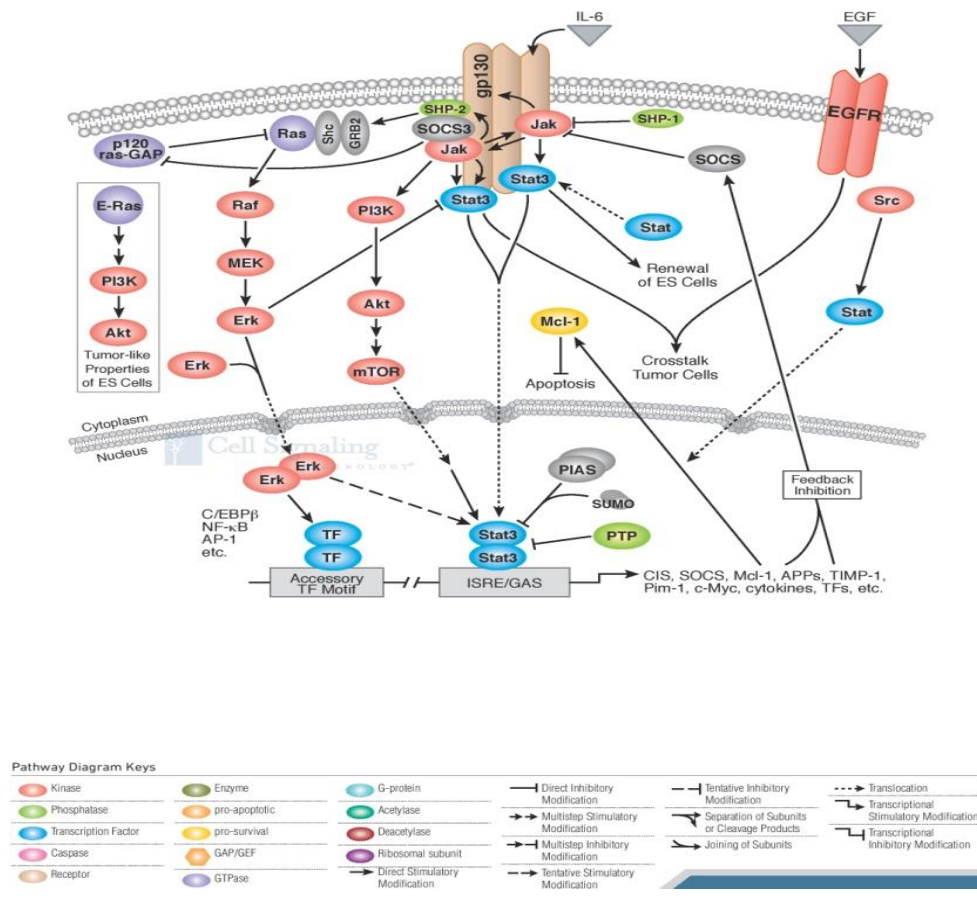 IL-6
EGF
gp130
SHP-2
SOCS3
Jak
Jak
SHP-1
EGFR
p120
ras-GAP
Ras
Shc
GRB2
SOCS
E-Ras
PI3K
Akt
Tumor-like
Properties
of ES Cells
Raf
MEK
Erk
Erk
PI3K
Akt
mTOR
Stat3
Stat3
Stat
Renewal
of ES Cells
Src
Stat
Mcl-1
Apoptosis
Crosstalk
Tumor Cells
Cytoplasm
Nucleus
Cell Signaling
Erk
Erk
C/EBPβ
NF-κB
AP-1
etc.
TF
TF
Accessory
TF Motif
PIAS
SUMO
PTP
Stat3
Stat3
ISRE/GAS
Feedback
Inhibition
CIS, SOCS, Mcl-1, APPs, TIMP-1,
Pim-1, c-Myc, cytokines, TFs, etc.
Pathway Diagram Keys
Kinase
Phosphatase
Transcription Factor
Caspase
Receptor
Enzyme
pro-apoptotic
pro-survival
GAP/GEF
GTPase
G-protein
Acetylase
Deacetylase
Ribosomal subunit
Direct Stimulatory
Modification
Direct Inhibitory
Modification
Multistep Stimulatory
Modification
Multistep Inhibitory
Modification
Tentative Stimulatory
Modification
Tentative Inhibitory
Modification
Separation of Subunits
or Cleavage Products
Joining of Subunits
Translocation
Transcriptional
Stimulatory Modification
Transcriptional
Inhibitory Modification